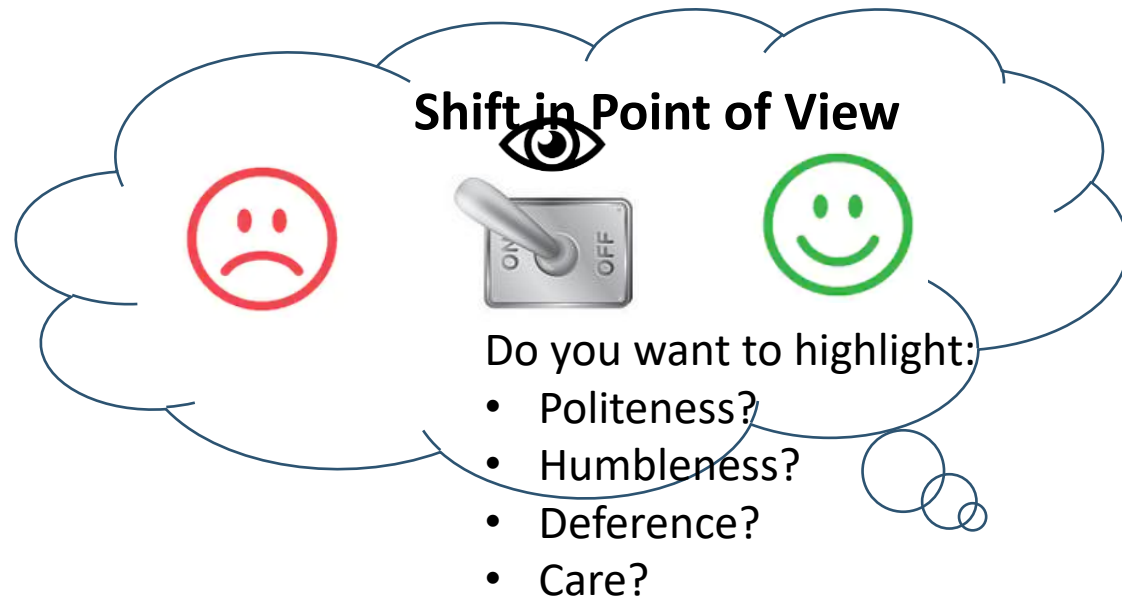 Shift in Point of View
ON
OFF
Do you want to highlight:
• Politeness?
• Humbleness?
• Deference?
• Care?